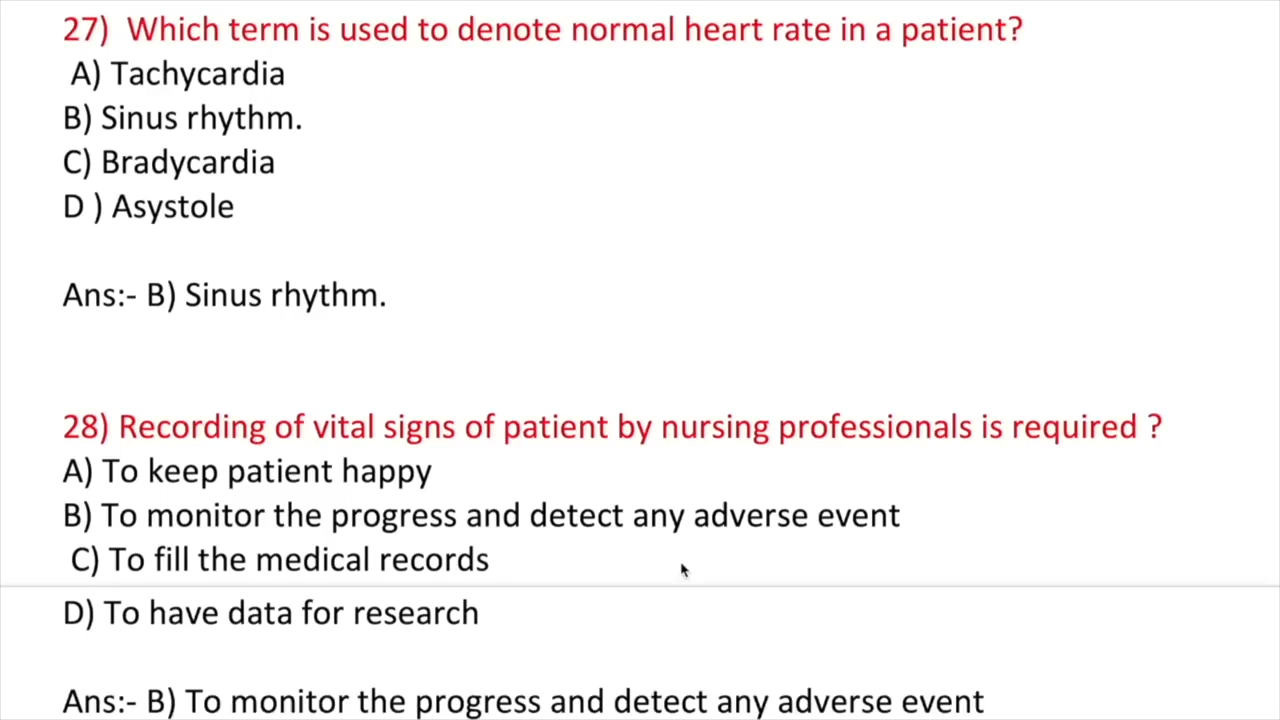 27)  Which term is used to denote normal heart rate in a patient?
A) Tachycardia
B) Sinus rhythm.
C) Bradycardia
D ) Asystole
Ans:- B) Sinus rhythm.
28) Recording of vital signs of patient by nursing professionals is required ?
A) To keep patient happy
B) To monitor the progress and detect any adverse event
C) To fill the medical records
D) To have data for research
Ans:- B) To monitor the progress and detect any adverse event